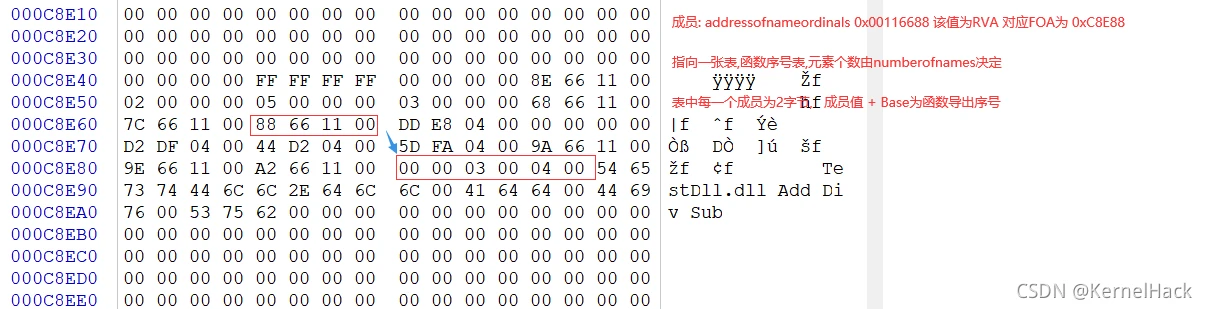 000C8E10 00 00 00 00 00 00 00 00 00 00 00 00 00 00 00 00 成员: addressofnameordinals 0x00116688 该值为RVA 对应FOA为 0xC8E88
000C8E20 00 00 00 00 00 00 00 00 00 00 00 00 00 00 00 00
000C8E30 00 00 00 00 00 00 00 00 00 00 00 00 00 00 00 00 指向一张表,函数序号表,元素个数由numberofnames决定
000C8E40 00 00 00 00 FF FF FF FF 00 00 00 00 8E 66 11 00 ÿÿÿÿ Žf
000C8E50 02 00 00 00 05 00 00 00 03 00 00 00 68 66 11 00 表中每一个成员为2字节 成员值 + Base为函数导出序号 hf
000C8E60 7C 66 11 00 88 66 11 00 DD E8 04 00 00 00 00 00 |f ˆf Ýè
000C8E70 D2 DF 04 00 44 D2 04 00 5D FA 04 00 9A 66 11 00 Òß DÒ ]ú šf
000C8E80 9E 66 11 00 A2 66 11 00 00 00 03 00 04 00 54 65 žf ¢f Te
000C8E90 73 74 44 6C 6C 2E 64 6C 6C 00 41 64 64 00 44 69 stDll.dll Add Di
000C8EA0 76 00 53 75 62 00 00 00 00 00 00 00 00 00 00 00 v Sub
000C8EB0 00 00 00 00 00 00 00 00 00 00 00 00 00 00 00 00
000C8EC0 00 00 00 00 00 00 00 00 00 00 00 00 00 00 00 00
000C8ED0 00 00 00 00 00 00 00 00 00 00 00 00 00 00 00 00
000C8EE0 00 00 00 00 00 00 00 00 00 00 00 00 00 00 00 00
CSDN @KernelHack